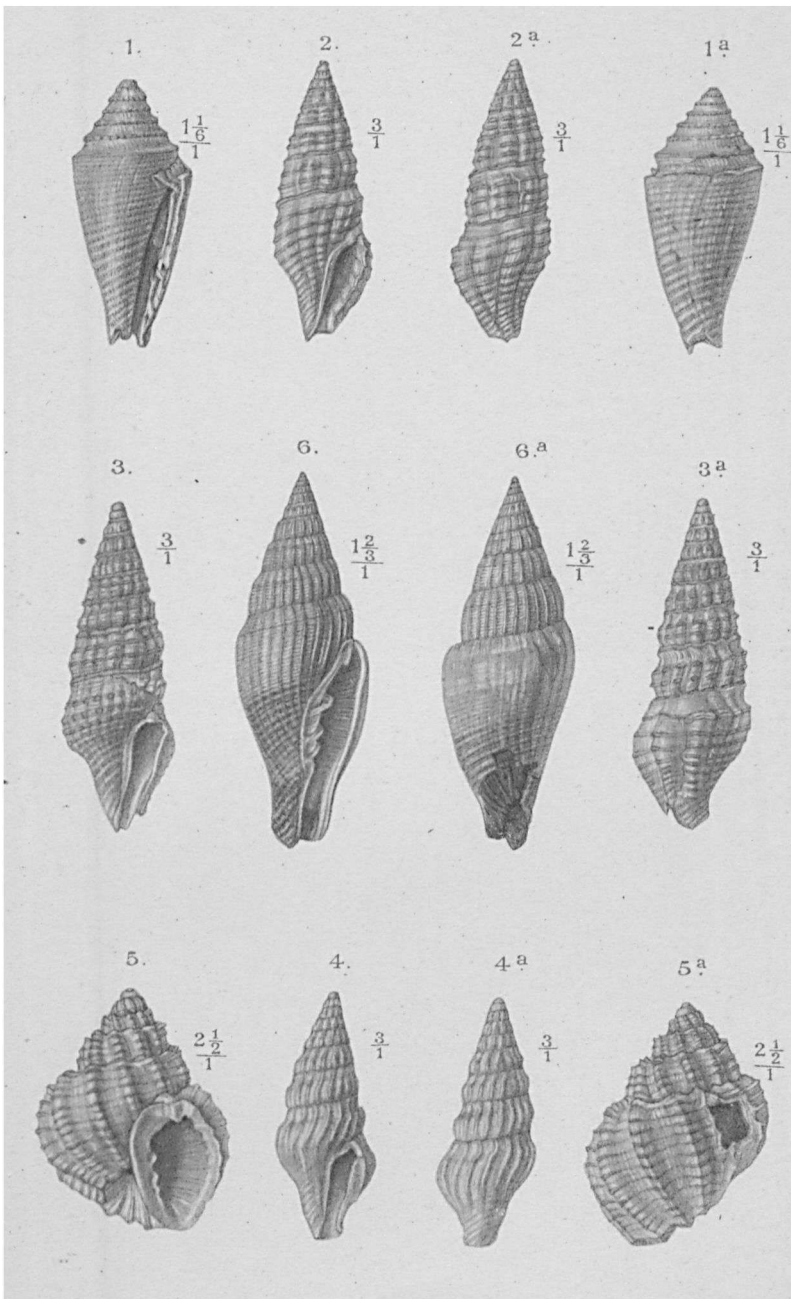 1. 2. 2a. 1a
1 1/6 / 1 3/1 3/1 1 1/6 / 1
3. 6. 6.a 3a.
3/1 1 2/3 / 1 1 2/3 / 1 3/1
5. 4. 4a 5a
2 1/2 / 1 3/1 3/1 2 1/2 / 1